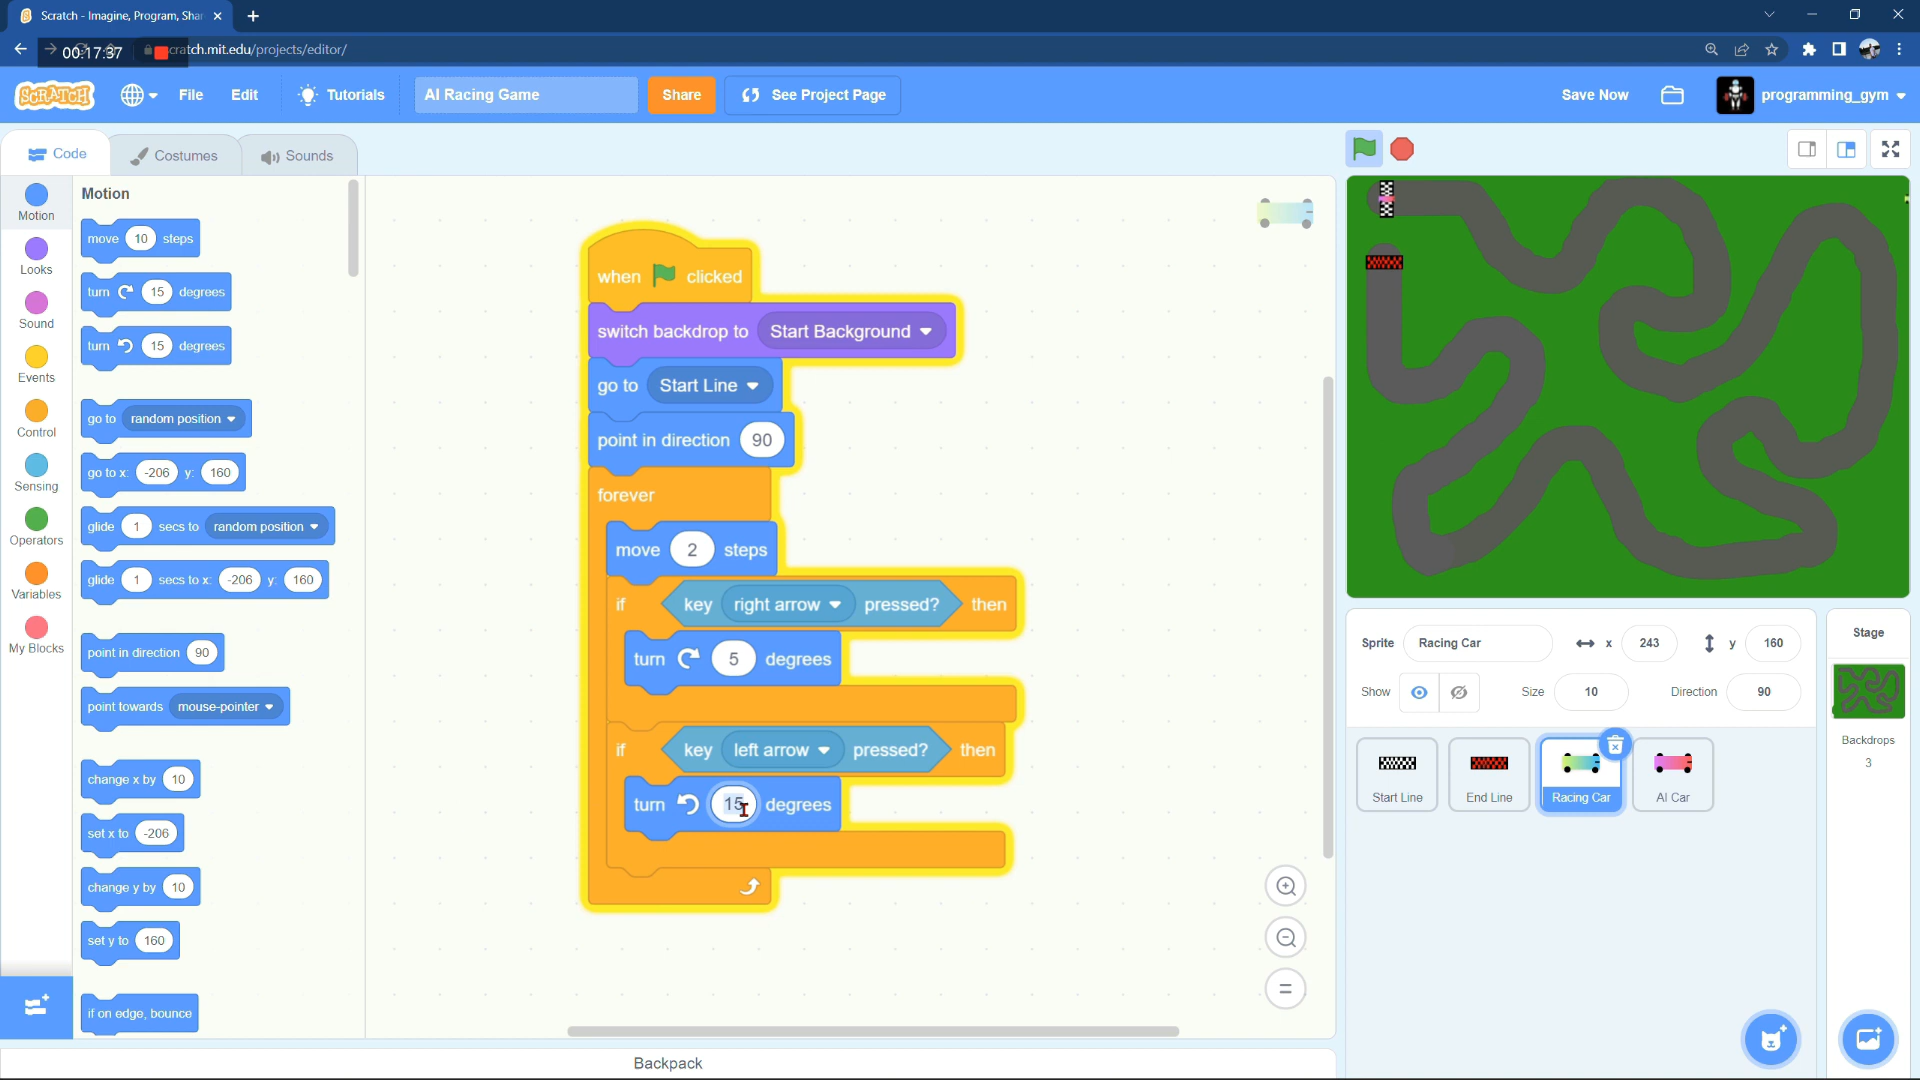 Scratch - Imagine, Program, Shar
00:17:37
cratch.mit.edu/projects/editor/
SCRATCH
File
Edit
Tutorials
AI Racing Game
Share
See Project Page
Save Now
programming_gym
Code
Costumes
Sounds
Motion
Looks
Sound
Events
Control
Sensing
Operators
Variables
My Blocks
Motion
move 10 steps
turn 15 degrees
turn 15 degrees
go to random position
go to x: -206 y: 160
glide 1 secs to random position
glide 1 secs to x: -206 y: 160
point in direction 90
point towards mouse-pointer
change x by 10
set x to -206
change y by 10
set y to 160
if on edge, bounce
when clicked
switch backdrop to Start Background
go to Start Line
point in direction 90
forever
move 2 steps
if key right arrow pressed? then
turn 5 degrees
if key left arrow pressed? then
turn 15 degrees
Backpack
Sprite Racing Car x 243 y 160
Show Size 10 Direction 90
Start Line
End Line
Racing Car
AI Car
Stage
Backdrops
3